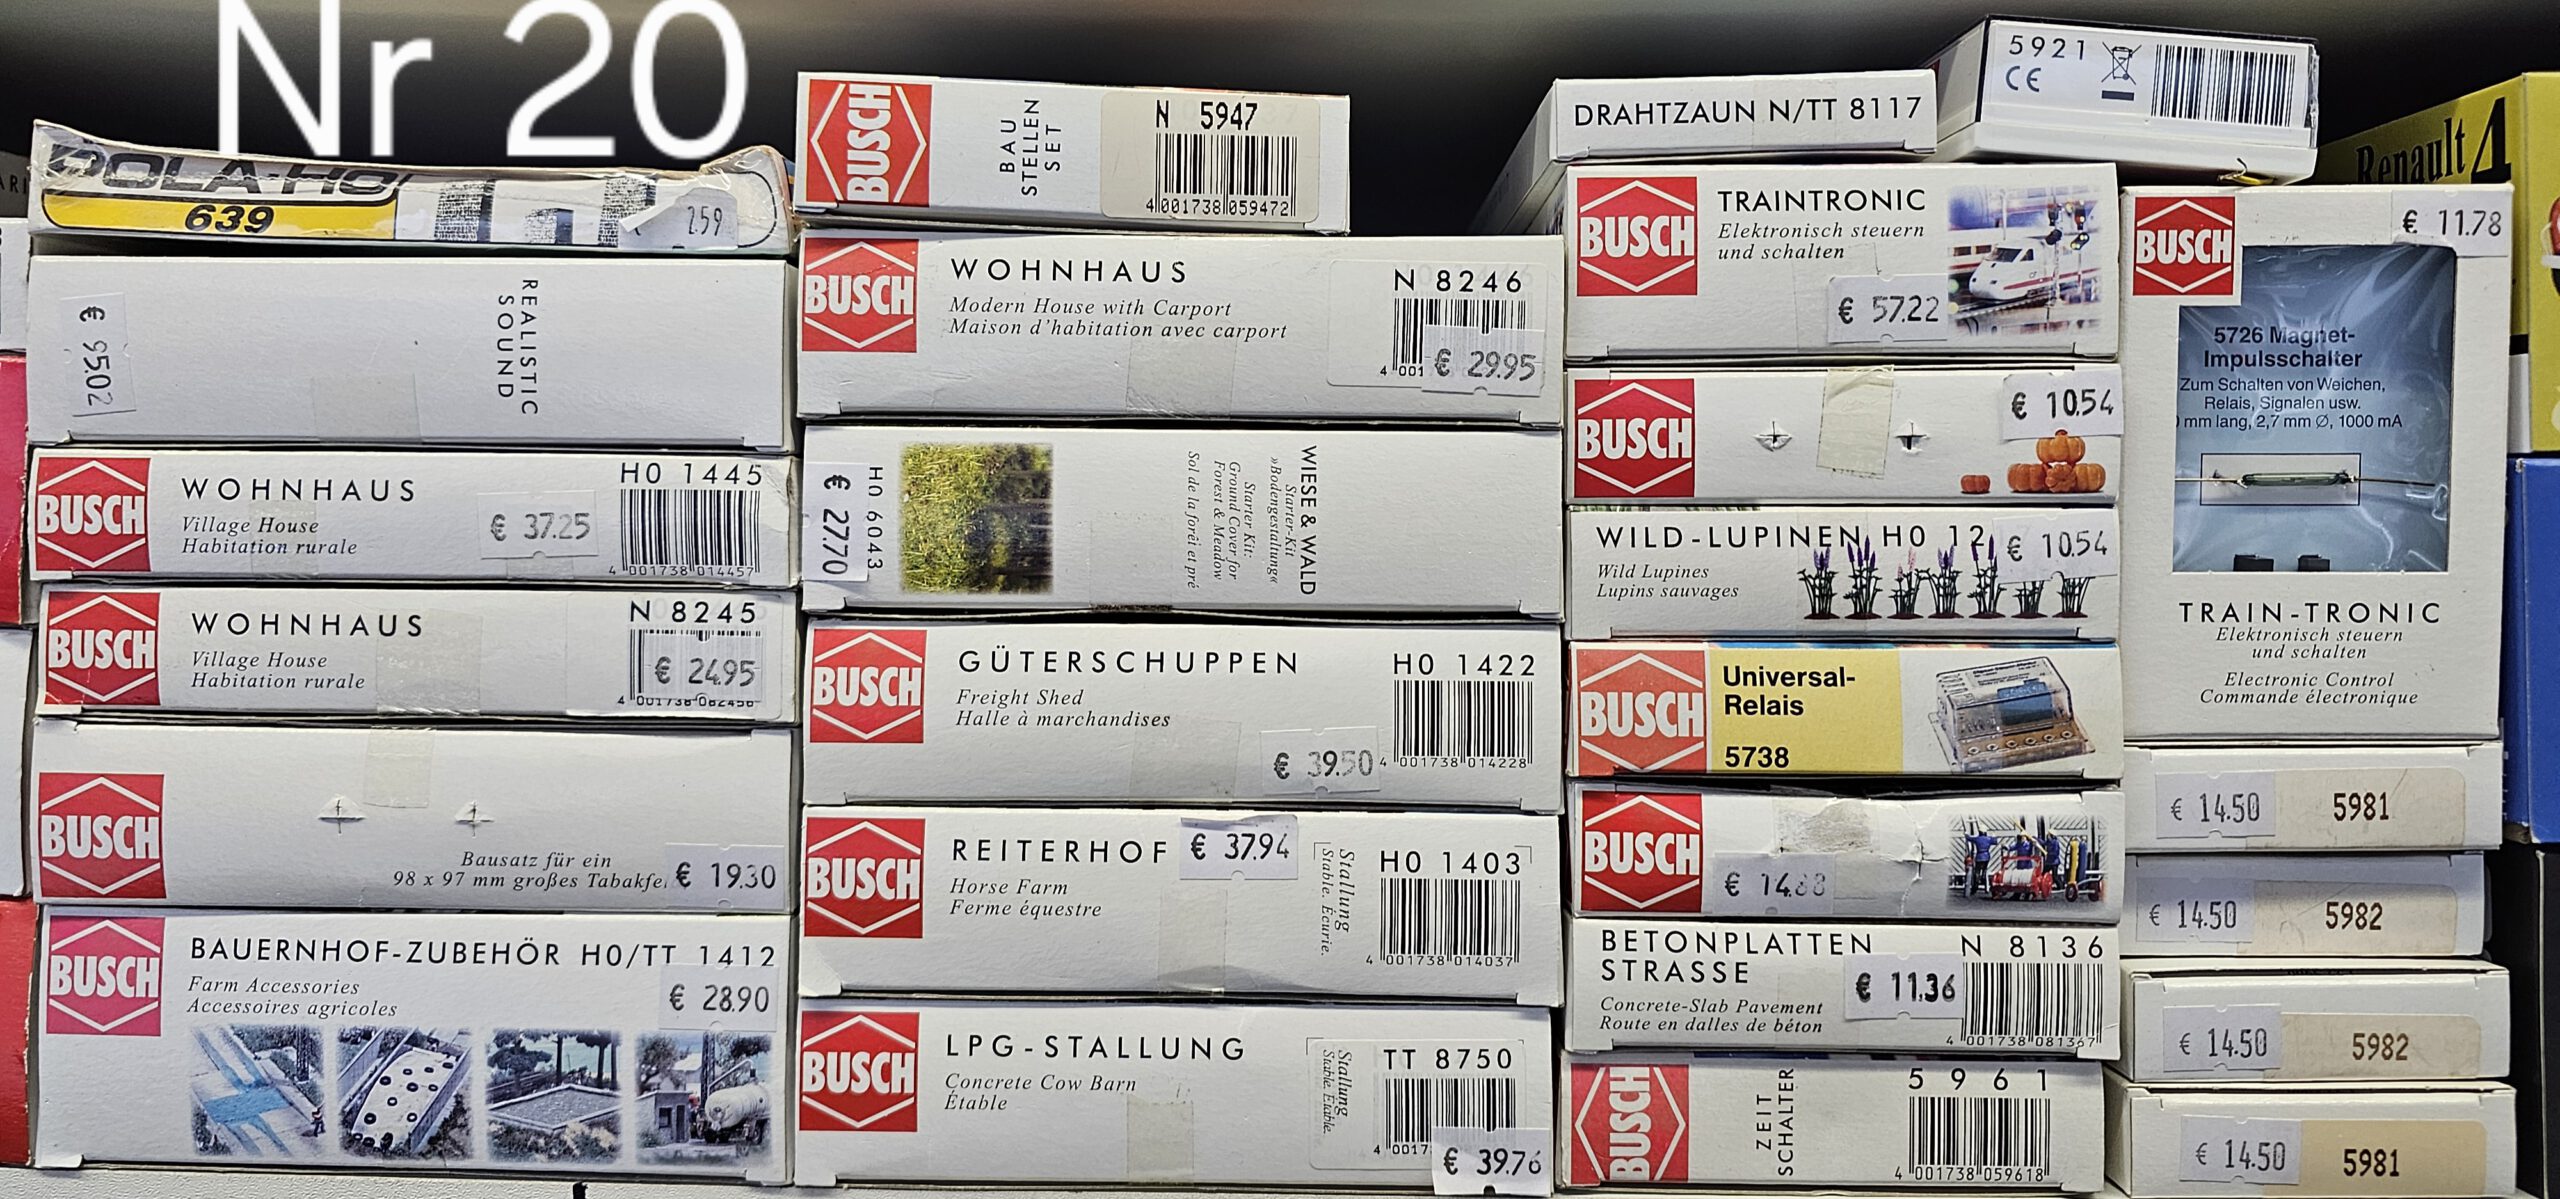 Nr 20
POLA-HO
639
259
€ 95.02
REALISTIC
SOUND
BUSCH
WOHNHAUS
Village House
Habitation rurale
€ 37.25
H0 1445
4 001738 014457
BUSCH
WOHNHAUS
Village House
Habitation rurale
N 8245
€ 24.95
4 001738 082456
BUSCH
Bausatz für ein
98 x 97 mm großes Tabakfe
€ 19.30
BUSCH
BAUERNHOF-ZUBEHÖR H0/TT 1412
Farm Accessories
Accessoires agricoles
€ 28.90
BUSCH
BAU
STELLEN
SET
N 5947
4 001738 059472
BUSCH
WOHNHAUS
Modern House with Carport
Maison d'habitation avec carport
N 8246
4 001
€ 29.95
€ 27.70
H0 6043
WIESE & WALD
Starter-Kit
»Bodengestaltung«
Starter Kit:
Ground Cover for
Forest & Meadow
Sol de la forêt et pré
BUSCH
GÜTERSCHUPPEN
Freight Shed
Halle à marchandises
€ 39.50
H0 1422
4 001738 014228
BUSCH
REITERHOF
Horse Farm
Ferme équestre
€ 37.94
Stallung
Stable. Écurie.
H0 1403
4 001738 014037
BUSCH
LPG-STALLUNG
Concrete Cow Barn
Étable
Stallung
Stable. Étable.
TT 8750
4 0017
€ 39.76
DRAHTZAUN N/TT 8117
5921
CE
BUSCH
TRAINTRONIC
Elektronisch steuern
und schalten
€ 57.22
BUSCH
€ 10.54
WILD-LUPINEN H0 12
Wild Lupines
Lupins sauvages
€ 10.54
BUSCH
Universal-
Relais
5738
BUSCH
BETONPLATTEN
STRASSE
Concrete-Slab Pavement
Route en dalles de béton
€ 11.36
N 8136
4 001738 081367
BUSCH
ZEIT
SCHALTER
5961
4 001738 059618
Renault 4
BUSCH
€ 11.78
5726 Magnet-
Impulsschalter
Zum Schalten von Weichen,
Relais, Signalen usw.
mm lang, 2,7 mm Ø, 1000 mA
TRAIN-TRONIC
Elektronisch steuern
und schalten
Electronic Control
Commande électronique
€ 14.50
5981
€ 14.50
5982
€ 14.50
5982
€ 14.50
5981